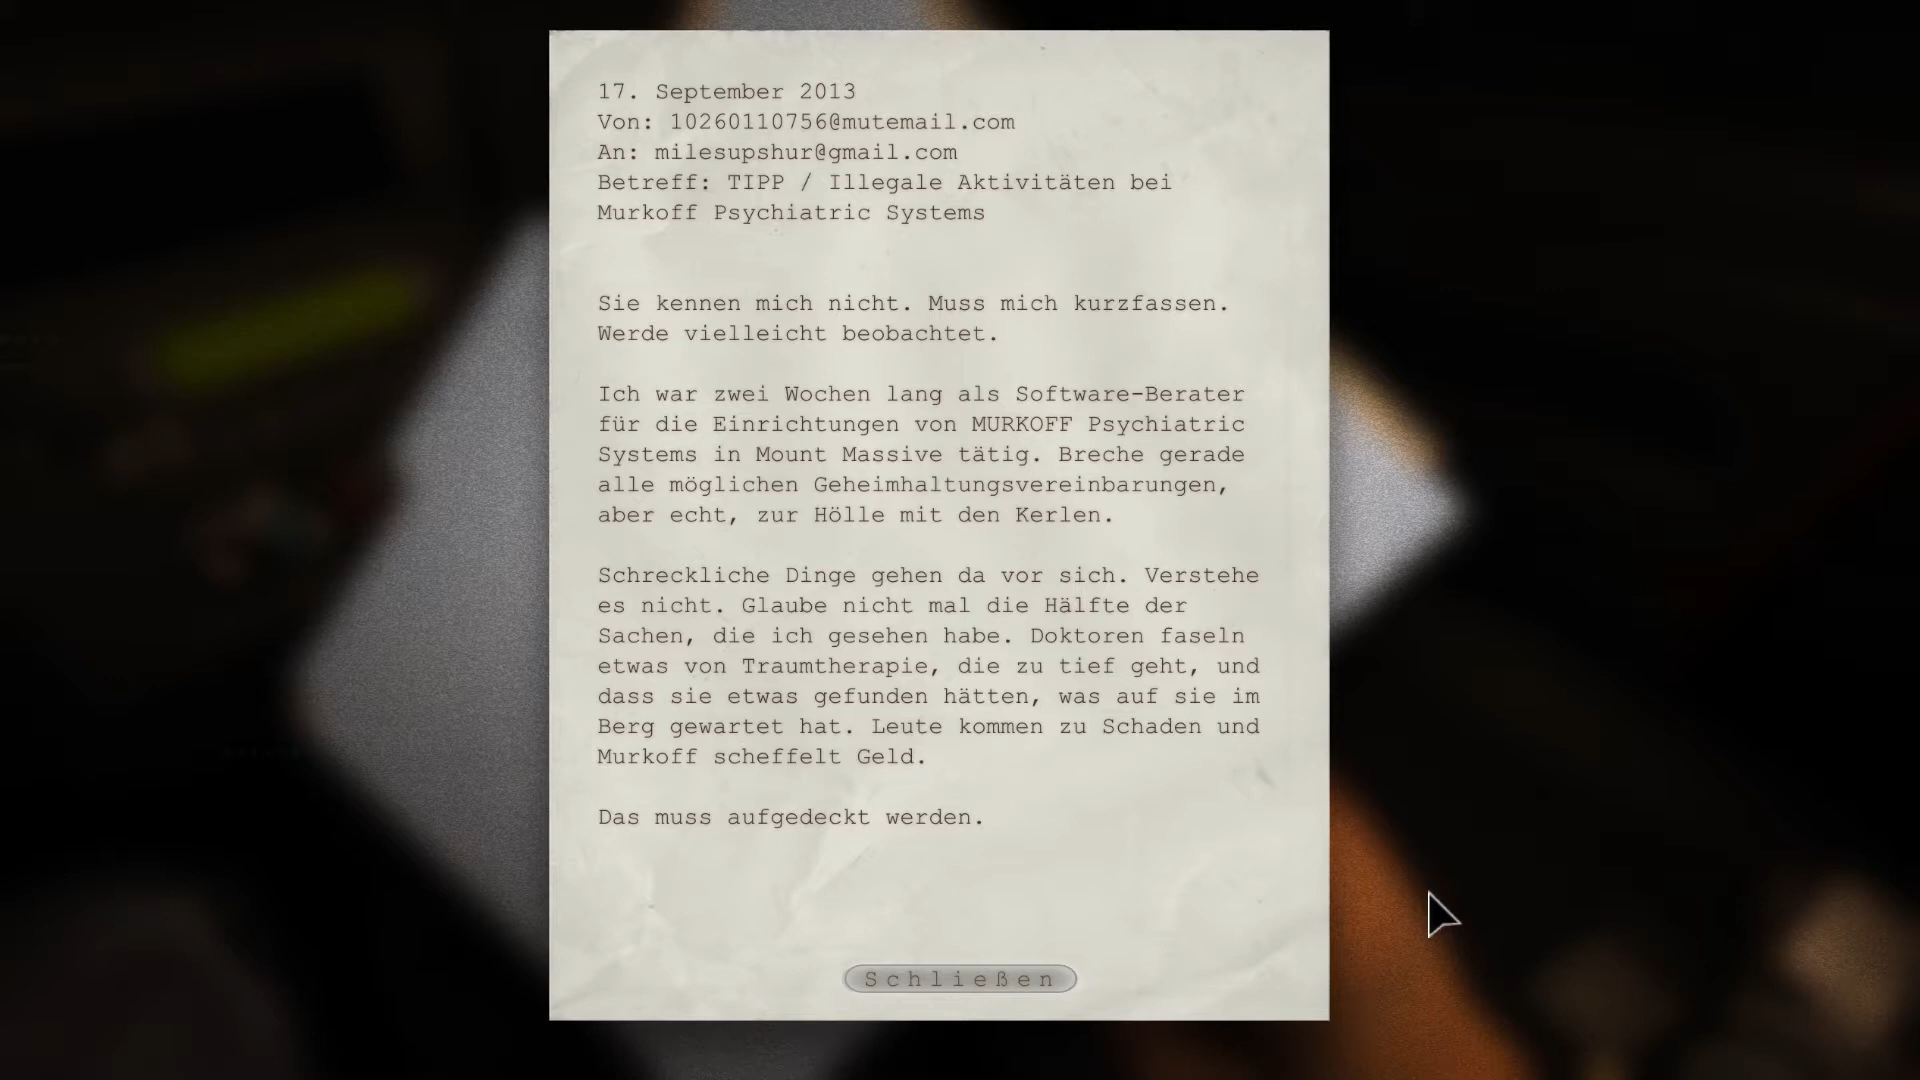 17. September 2013
Von: 10260110756@mutemail.com
An: milesupshur@gmail.com
Betreff: TIPP / Illegale Aktivitäten bei
Murkoff Psychiatric Systems
Sie kennen mich nicht. Muss mich kurzfassen.
Werde vielleicht beobachtet.
Ich war zwei Wochen lang als Software-Berater
für die Einrichtungen von MURKOFF Psychiatric
Systems in Mount Massive tätig. Breche gerade
alle möglichen Geheimhaltungsvereinbarungen,
aber echt, zur Hölle mit den Kerlen.
Schreckliche Dinge gehen da vor sich. Verstehe
es nicht. Glaube nicht mal die Hälfte der
Sachen, die ich gesehen habe. Doktoren faseln
etwas von Traumtherapie, die zu tief geht, und
dass sie etwas gefunden hätten, was auf sie im
Berg gewartet hat. Leute kommen zu Schaden und
Murkoff scheffelt Geld.
Das muss aufgedeckt werden.
Schließen